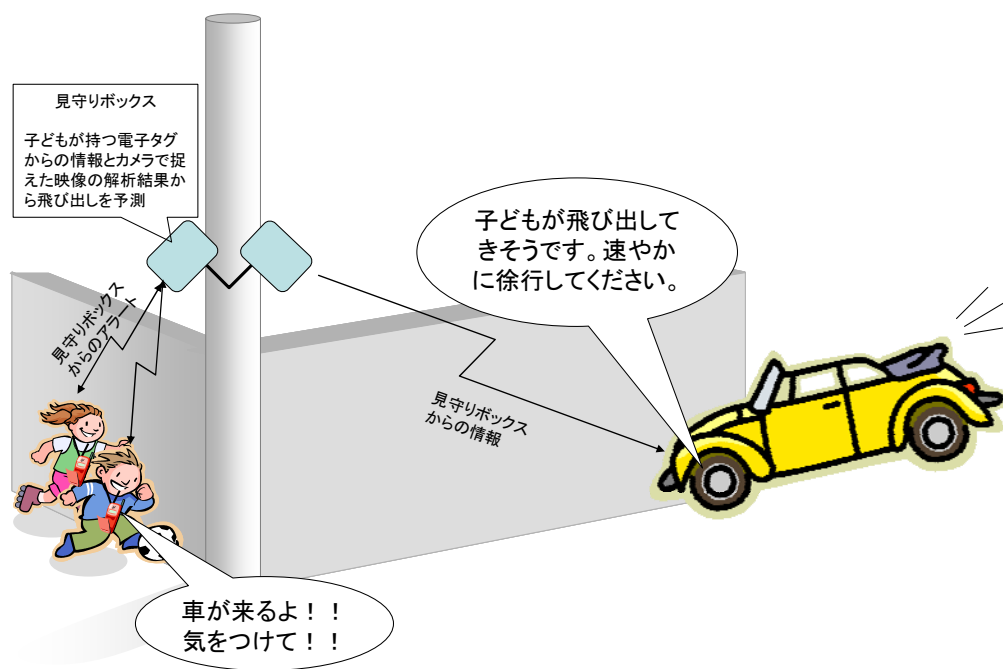 見守りボックス
子どもが持つ電子タグ
からの情報とカメラで捉
えた映像の解析結果か
ら飛び出しを予測
子どもが飛び出して
きそうです。速やか
に徐行してください。
見守りボックス
からのアラート
見守りボックス
からの情報
車が来るよ！！
気をつけて！！